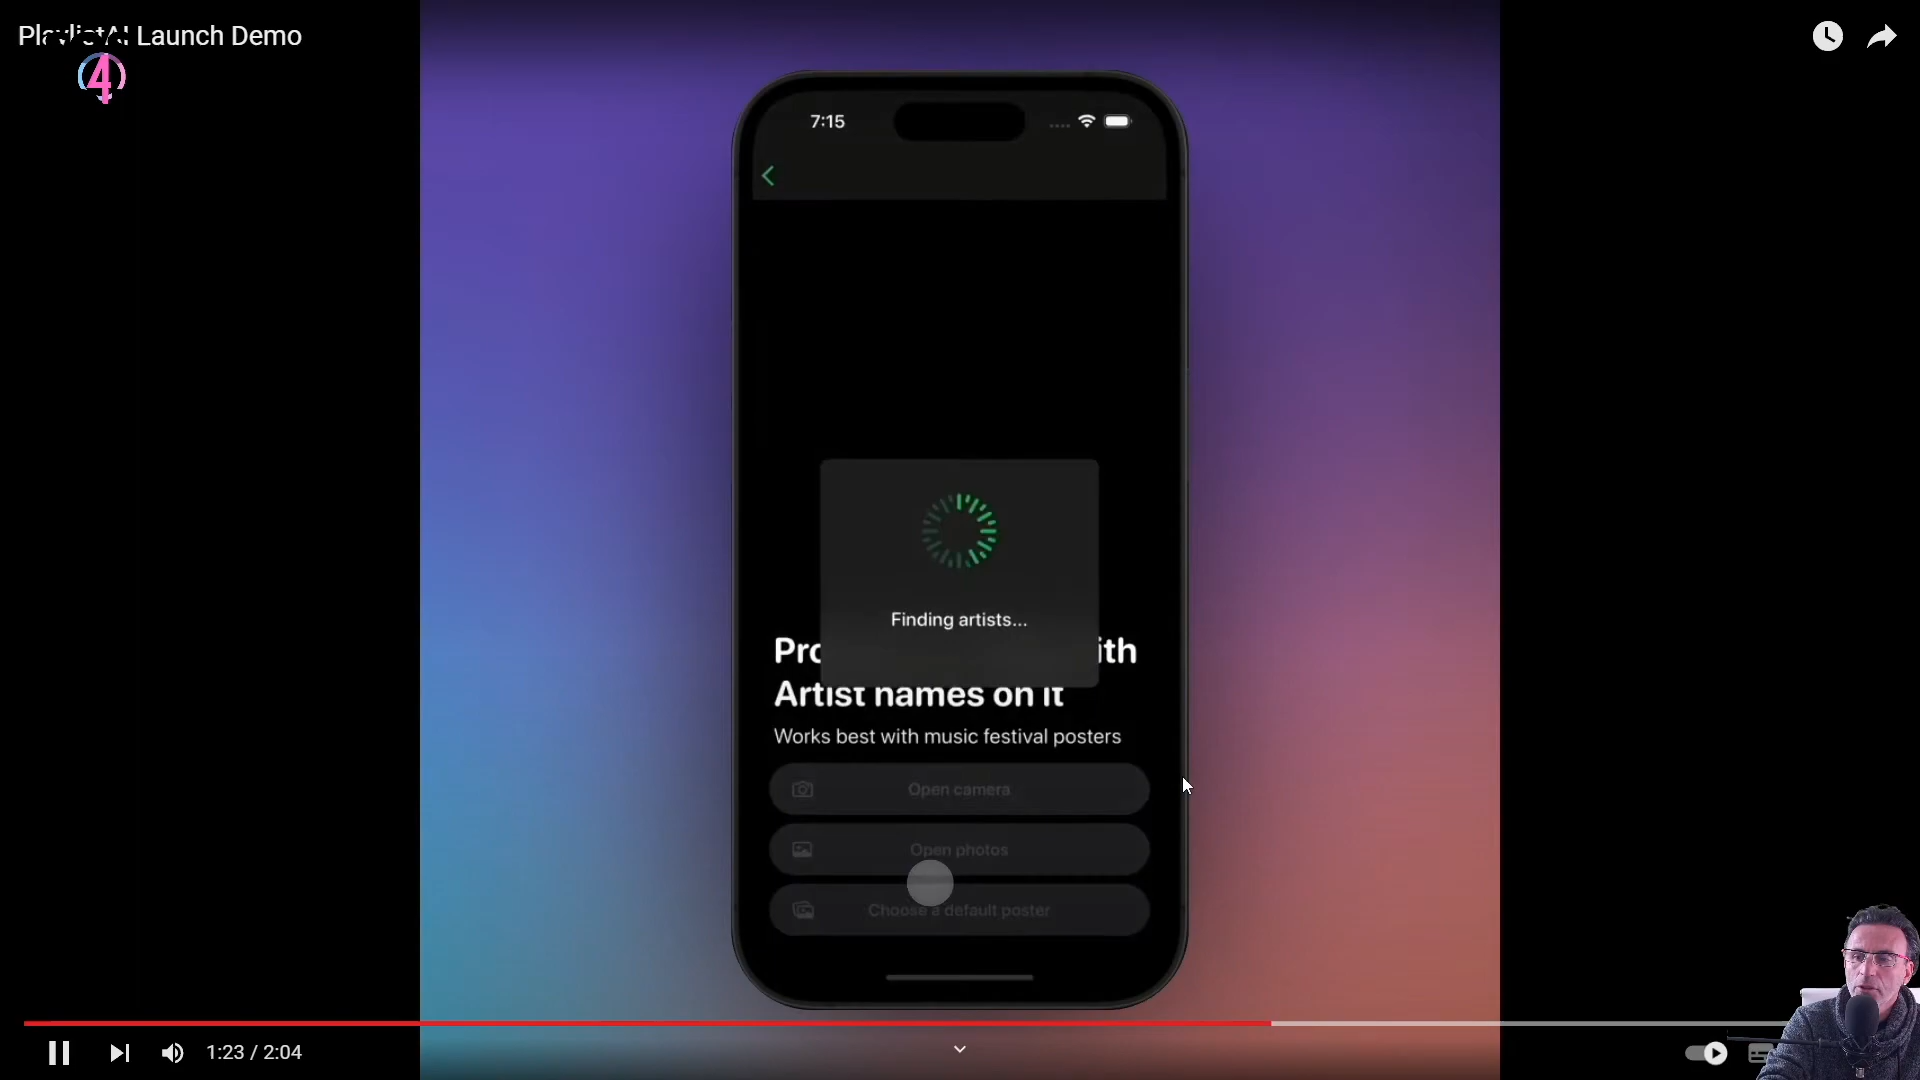 Launch Demo
4
7:15
Finding artists...
ith
Artist names on it
Works best with music festival posters
Open camera
Open photos
Choose a default poster
1:23 / 2:04